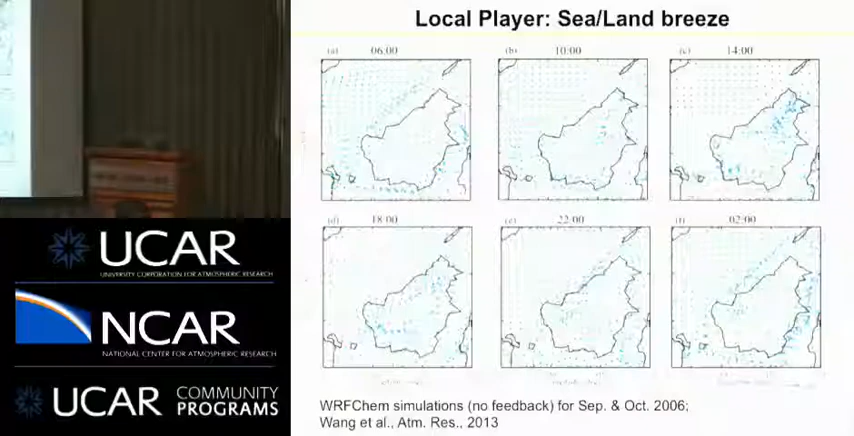 Local Player: Sea/Land breeze
(a) 06:00
(b) 10:00
(c) 14:00
(d) 18:00
(e) 22:00
(f) 02:00
WRFChem simulations (no feedback) for Sep. & Oct. 2006;
Wang et al., Atm. Res., 2013
UCAR
UNIVERSITY CORPORATION FOR ATMOSPHERIC RESEARCH
NCAR
NATIONAL CENTER FOR ATMOSPHERIC RESEARCH
UCAR COMMUNITY
PROGRAMS